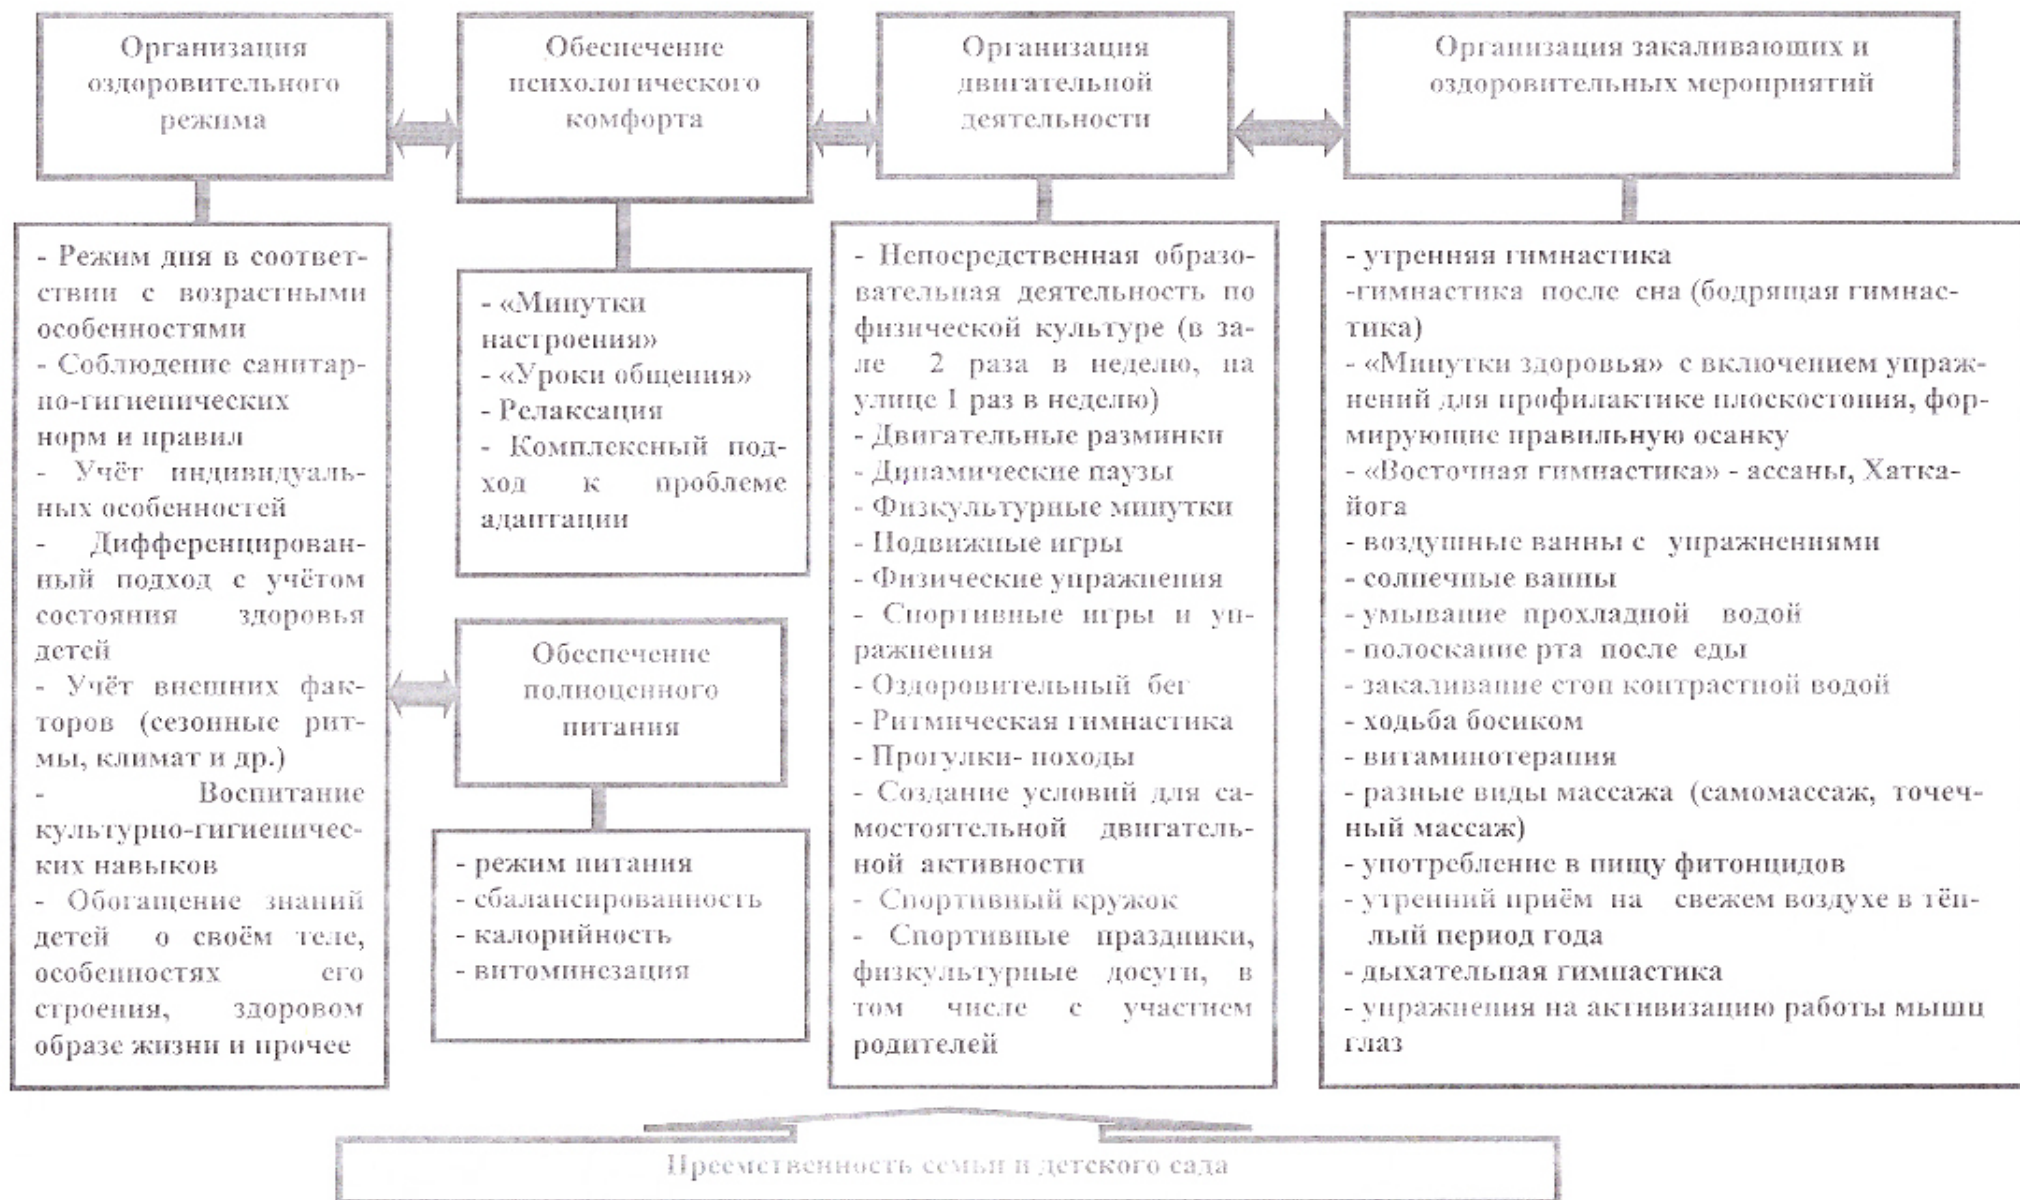 Организация
оздоровительного
режима
Обеспечение
психологического
комфорта
Организация
двигательной
деятельности
Организация закаливающих и
оздоровительных мероприятий
- Режим дня в соответ-
ствии с возрастными
особенностями
- Соблюдение санитар-
но-гигиенических
норм и правил
- Учёт индивидуаль-
ных особенностей
- Дифференцирован-
ный подход с учётом
состояния здоровья
детей
- Учёт внешних фак-
торов (сезонные рит-
мы, климат и др.)
- Воспитание
культурно-гигиеничес-
ких навыков
- Обогащение знаний
детей о своём теле,
особенностях его
строения, здоровом
образе жизни и прочее
- «Минутки
настроения»
- «Уроки общения»
- Релаксация
- Комплексный под-
ход к проблеме
адаптации
Обеспечение
полноценного
питания
- режим питания
- сбалансированность
- калорийность
- витоминезация
- Непосредственная образо-
вательная деятельность по
физической культуре (в за-
ле 2 раза в неделю, на
улице 1 раз в неделю)
- Двигательные разминки
- Динамические паузы
- Физкультурные минутки
- Подвижные игры
- Физические упражнения
- Спортивные игры и уп-
ражнения
- Оздоровительный бег
- Ритмическая гимнастика
- Прогулки- походы
- Создание условий для са-
мостоятельной двигатель-
ной активности
- Спортивный кружок
- Спортивные праздники,
физкультурные досуги, в
том числе с участием
родителей
- утренняя гимнастика
-гимнастика после сна (бодрящая гимнас-
тика)
- «Минутки здоровья» с включением упраж-
нений для профилактике плоскостопия, фор-
мирующие правильную осанку
- «Восточная гимнастика» - ассаны, Хатка-
йога
- воздушные ванны с упражнениями
- солнечные ванны
- умывание прохладной водой
- полоскание рта после еды
- закаливание стоп контрастной водой
- ходьба босиком
- витаминотерапия
- разные виды массажа (самомассаж, точеч-
ный массаж)
- употребление в пищу фитонцидов
- утренний приём на свежем воздухе в тёп-
лый период года
- дыхательная гимнастика
- упражнения на активизацию работы мышц
глаз
Преемственность семьи и детского сада